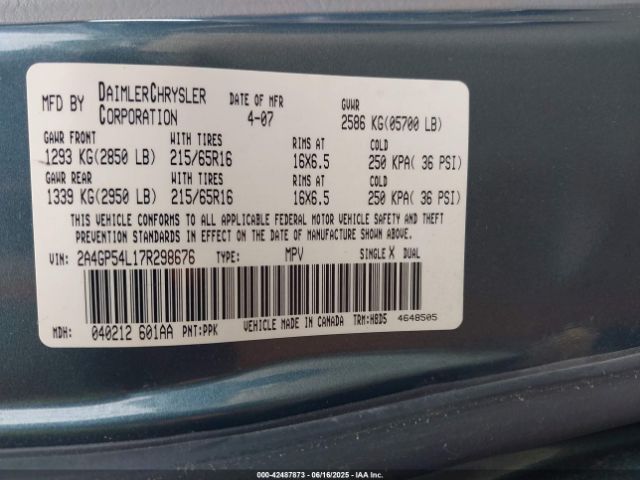 MFD BY DAIMLERCHRYSLER CORPORATION DATE OF MFR 4-07 GVWR 2586 KG(05700 LB)
GAWR FRONT WITH TIRES RIMS AT COLD
1293 KG(2850 LB) 215/65R16 16X6.5 250 KPA( 36 PSI)
GAWR REAR WITH TIRES RIMS AT COLD
1339 KG(2950 LB) 215/65R16 16X6.5 250 KPA( 36 PSI)
THIS VEHICLE CONFORMS TO ALL APPLICABLE FEDERAL MOTOR VEHICLE SAFETY AND THEFT
PREVENTION STANDARDS IN EFFECT ON THE DATE OF MANUFACTURE SHOWN ABOVE.
VIN: 2A4GP54L17R298676 TYPE: MPV SINGLE X DUAL
MDH: 040212 601AA PNT:PPK VEHICLE MADE IN CANADA TRM:H8D5 4648505
© 2025 - 42487873 - 06/16/2025 - IAA Inc.